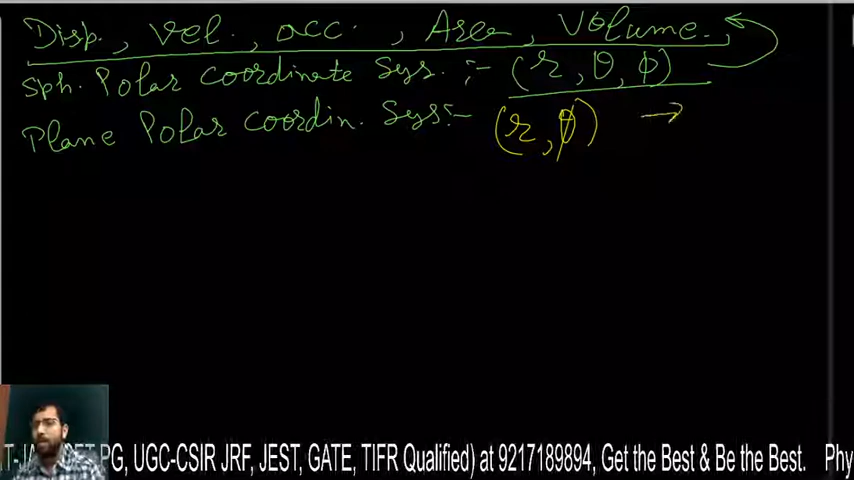 Disp., vel., acc., Area, Volume.,
Sph. Polar Coordinate Sys. :- (r, θ, φ)
Plane Polar Coordin. Sys:- (r, φ) →
PG, UGC-CSIR JRF, JEST, GATE, TIFR Qualified) at 9217189894, Get the Best & Be the Best. Phy